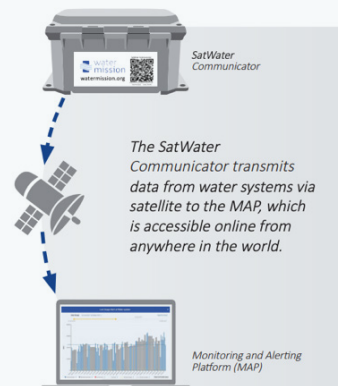 SatWater
Communicator
water
mission
watermission.org
The SatWater
Communicator transmits
data from water systems via
satellite to the MAP, which
is accessible online from
anywhere in the world.
Monitoring and Alerting
Platform (MAP)